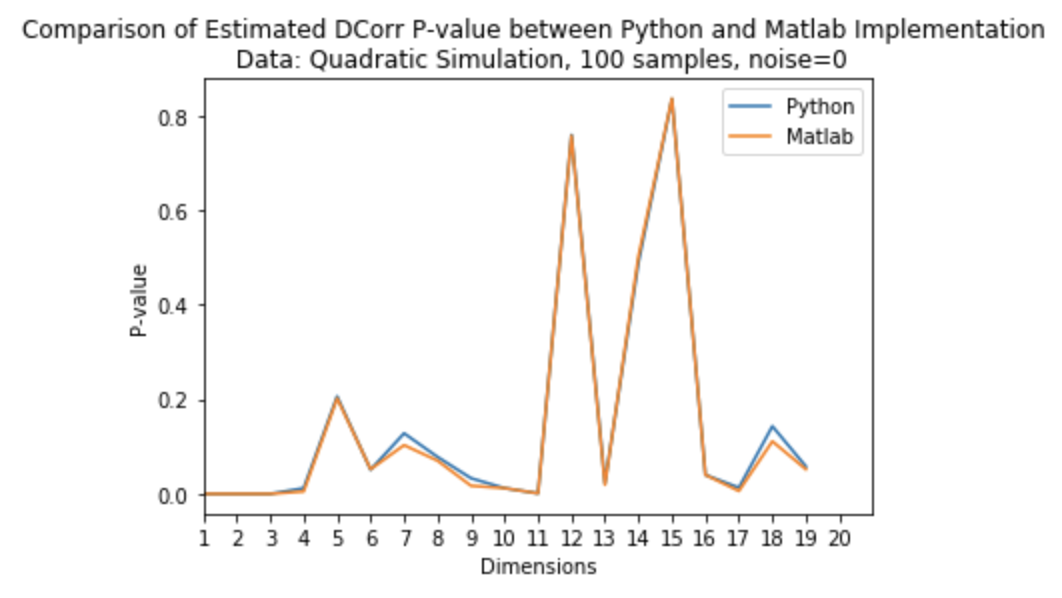 Comparison of Estimated DCorr P-value between Python and Matlab Implementation
Data: Quadratic Simulation, 100 samples, noise=0
Python
Matlab
0.8
0.6
0.4
0.2
0.0
P-value
1 2 3 4 5 6 7 8 9 10 11 12 13 14 15 16 17 18 19 20
Dimensions